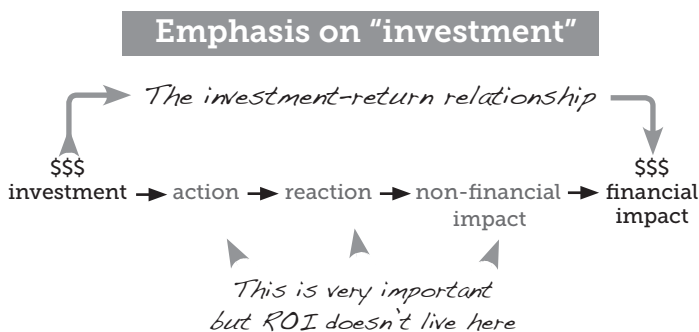 Emphasis on “investment”
The investment-return relationship
$$$ $$$
investment action reaction non-financial financial
impact impact
This is very important
but ROI doesn't live here